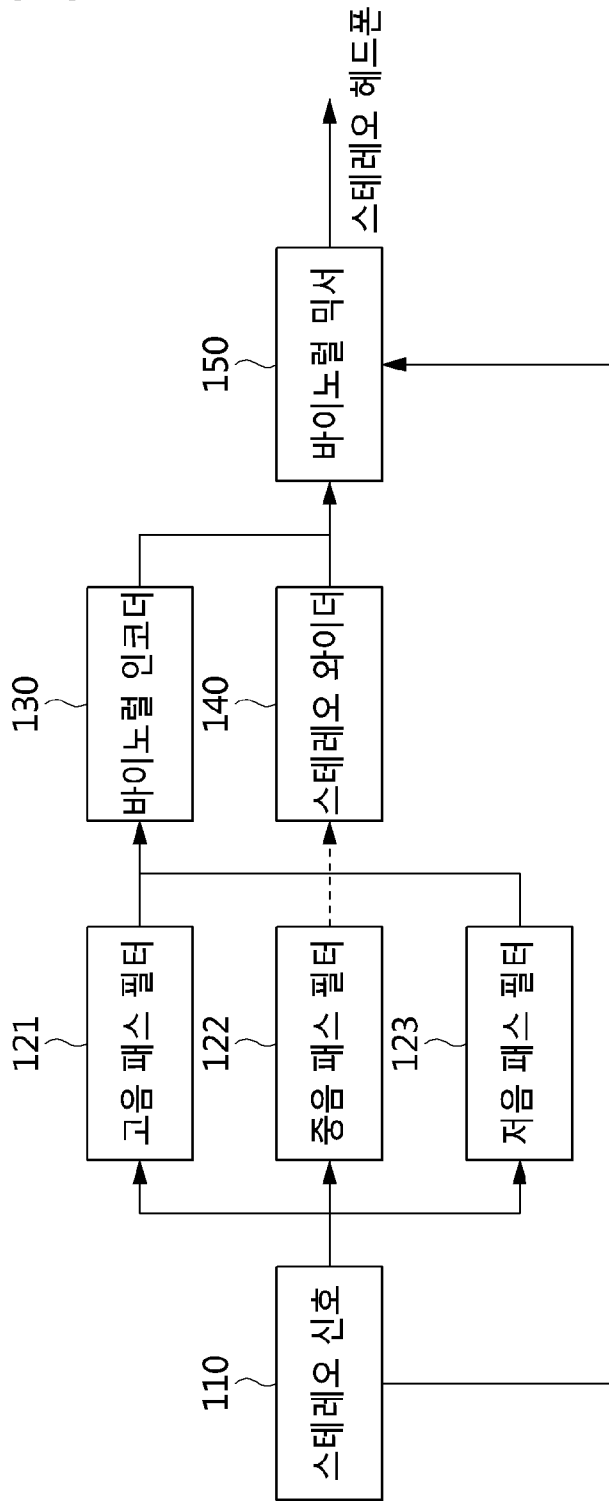 110
스테레오 신호
121
고음 패스 필터
122
중음 패스 필터
123
저음 패스 필터
130
바이노럴 인코더
140
스테레오 와이더
150
바이노럴 믹서
스테레오 헤드폰